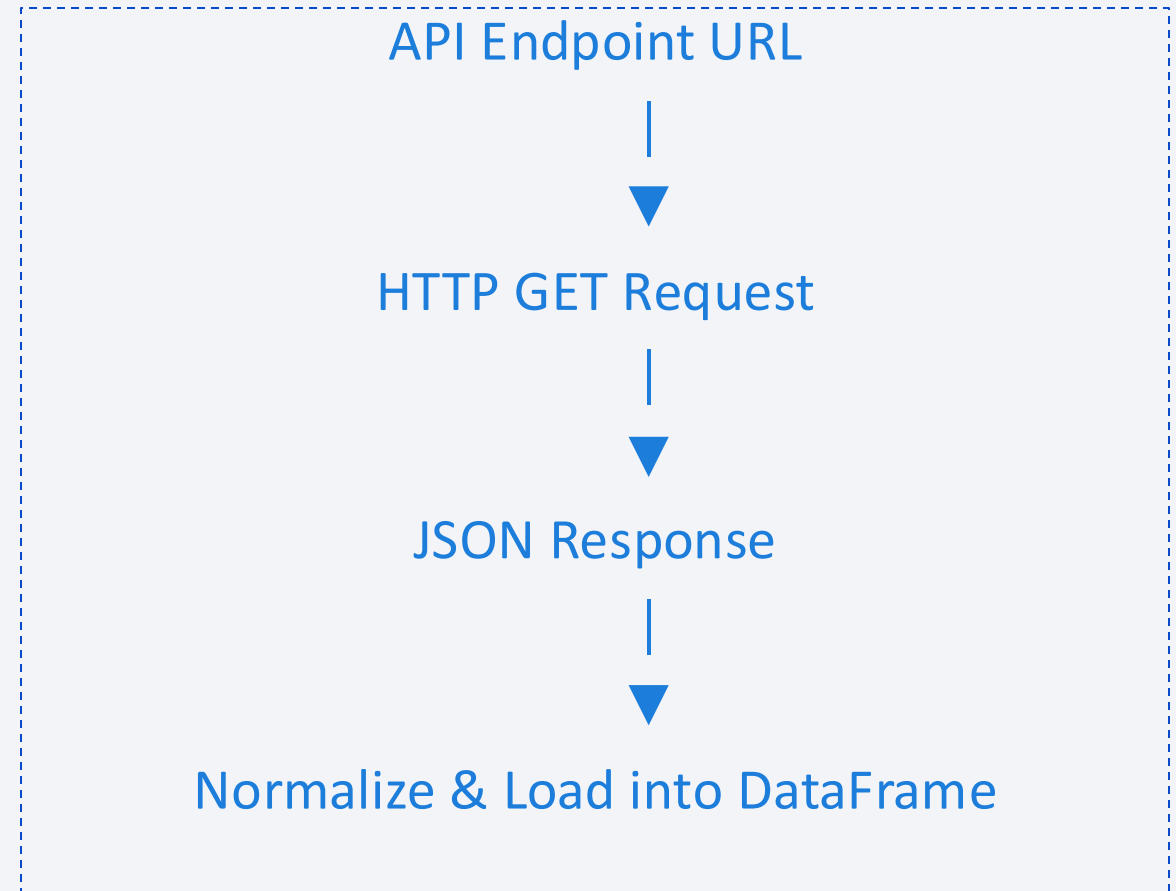 API Endpoint URL
HTTP GET Request
JSON Response
Normalize & Load into DataFrame